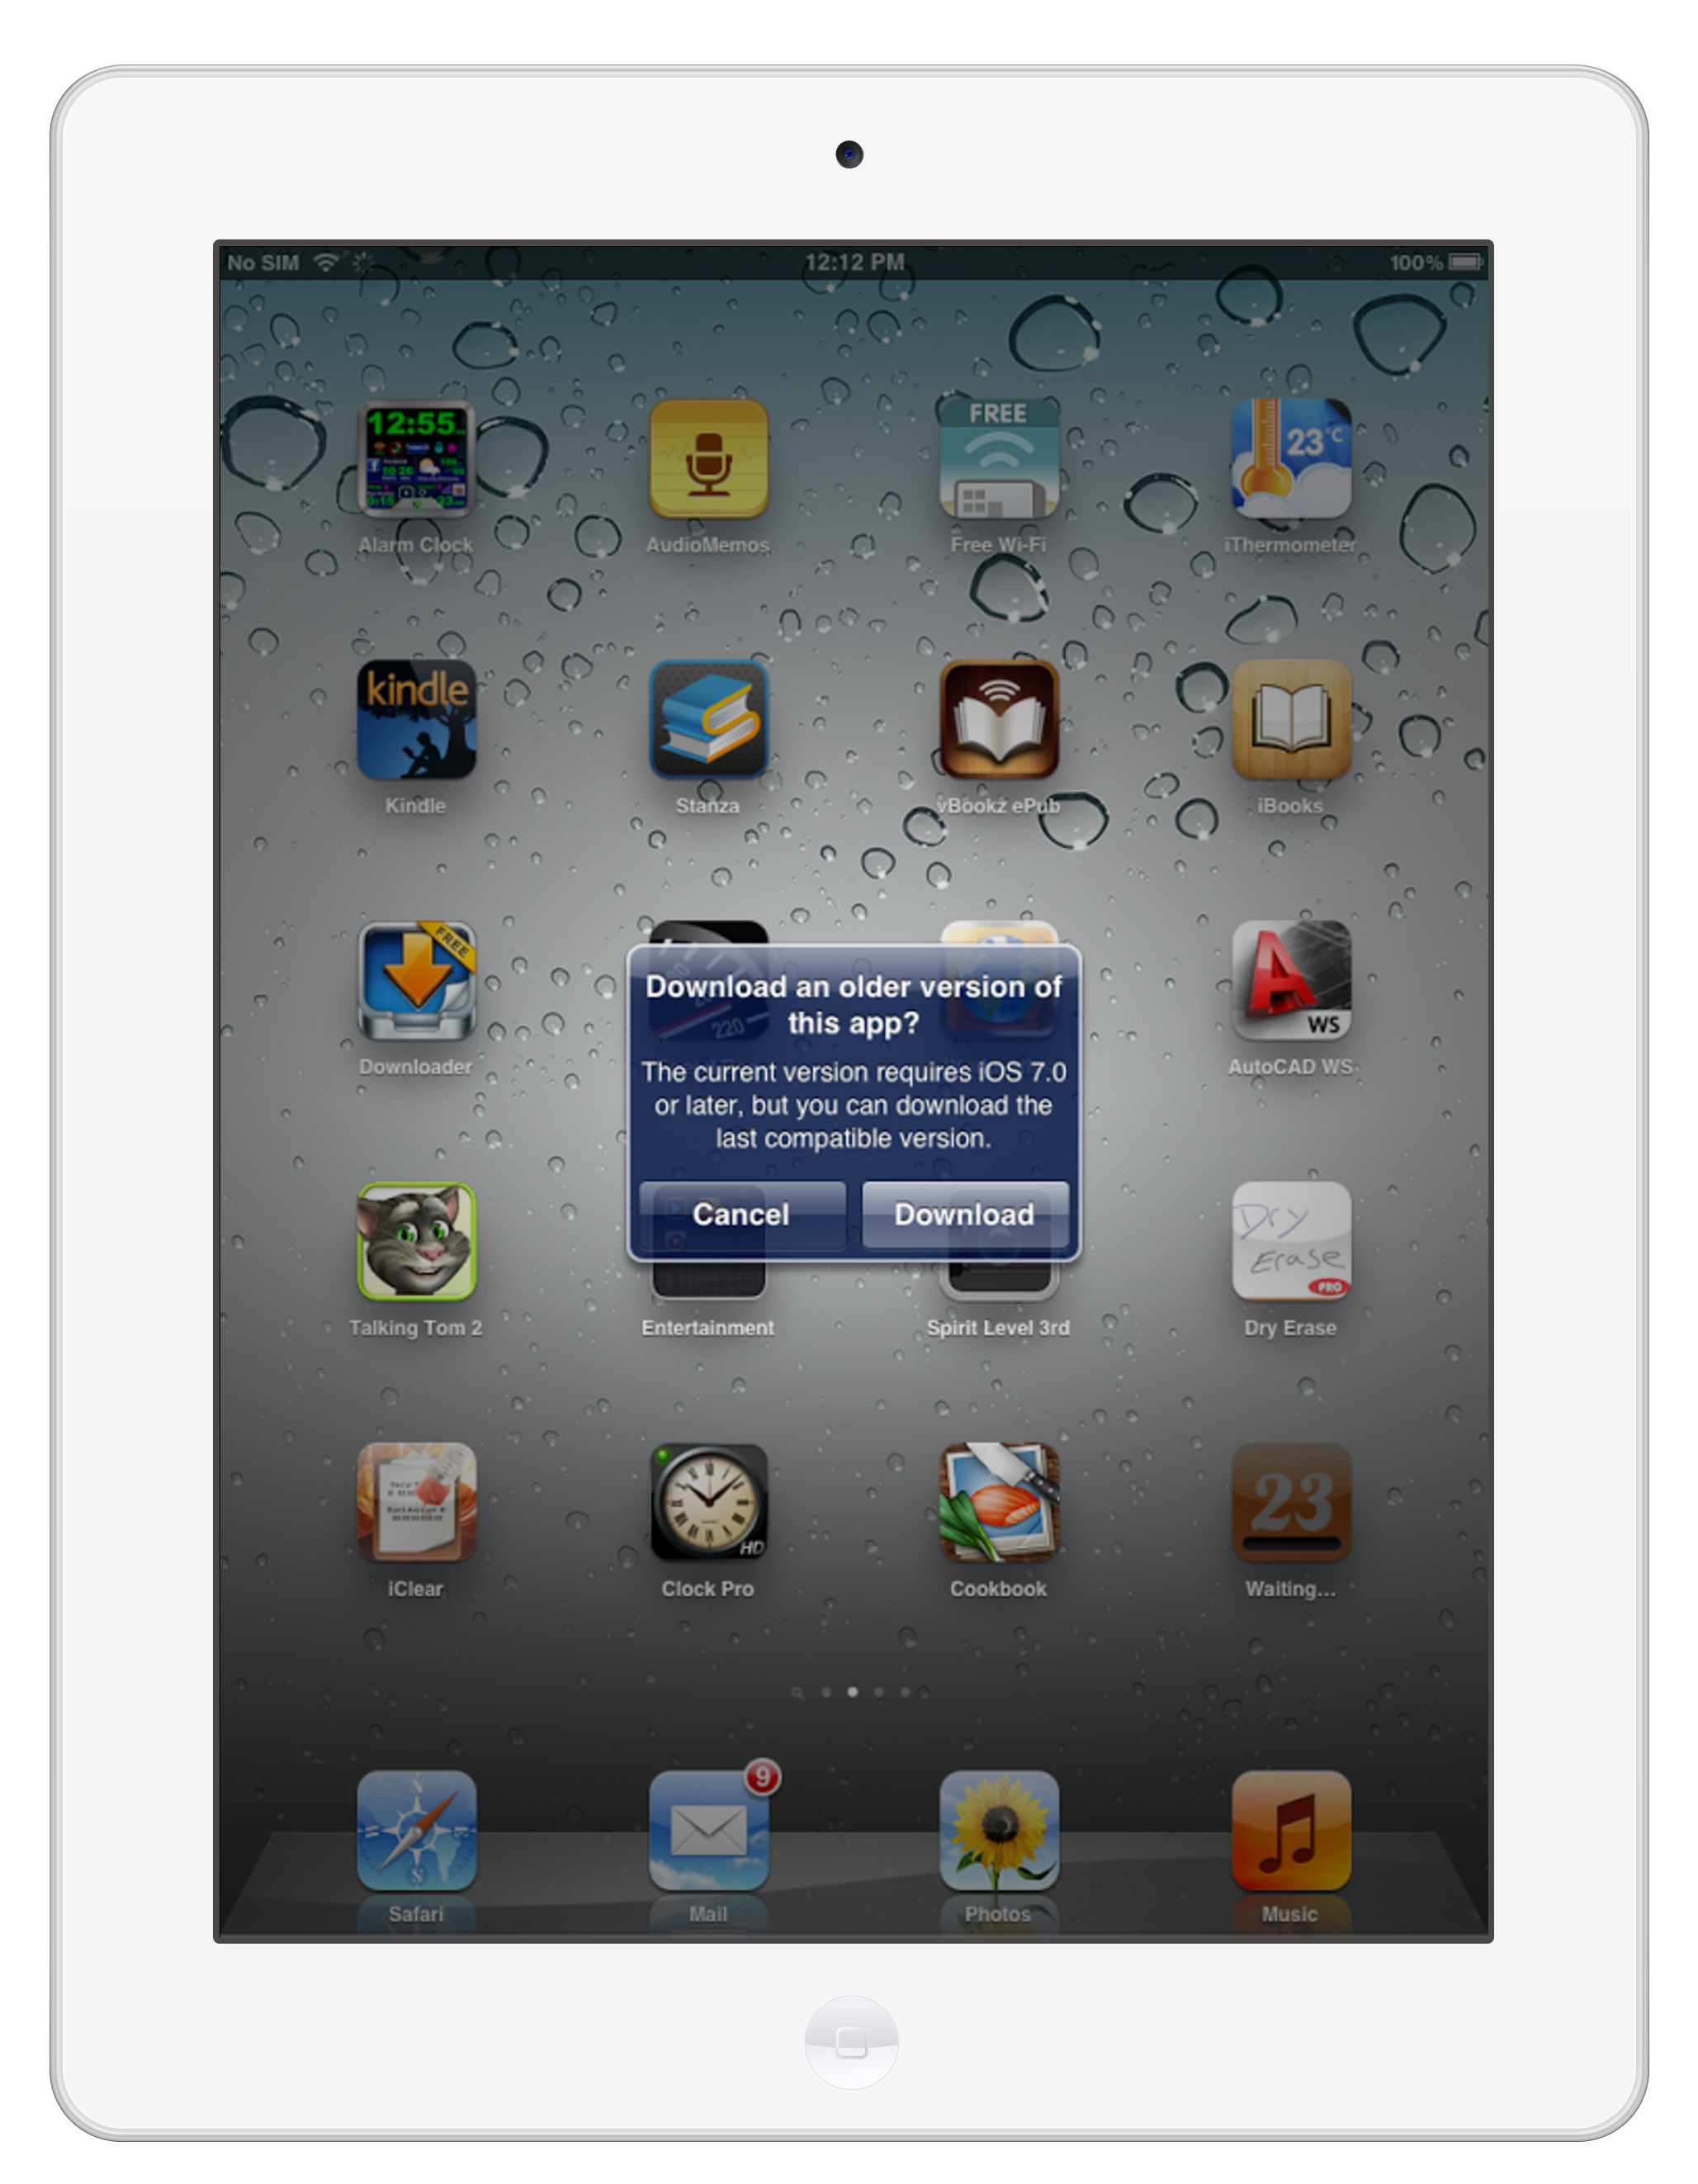 No SIM 12:12 PM 100%
12:55
FREE
23°C
Alarm Clock AudioMemos Free Wi-Fi iThermometer
kindle
Kindle Stanza vBookz ePub iBooks
FREE
220
WS
Downloader AutoCAD WS
Download an older version of
this app?
The current version requires iOS 7.0
or later, but you can download the
last compatible version.
Cancel Download
Dry
Erase
PRO
Talking Tom 2 Entertainment Spirit Level 3rd Dry Erase
HD
23
iClear Clock Pro Cookbook Waiting...
9
N
W E
S
Safari Mail Photos Music